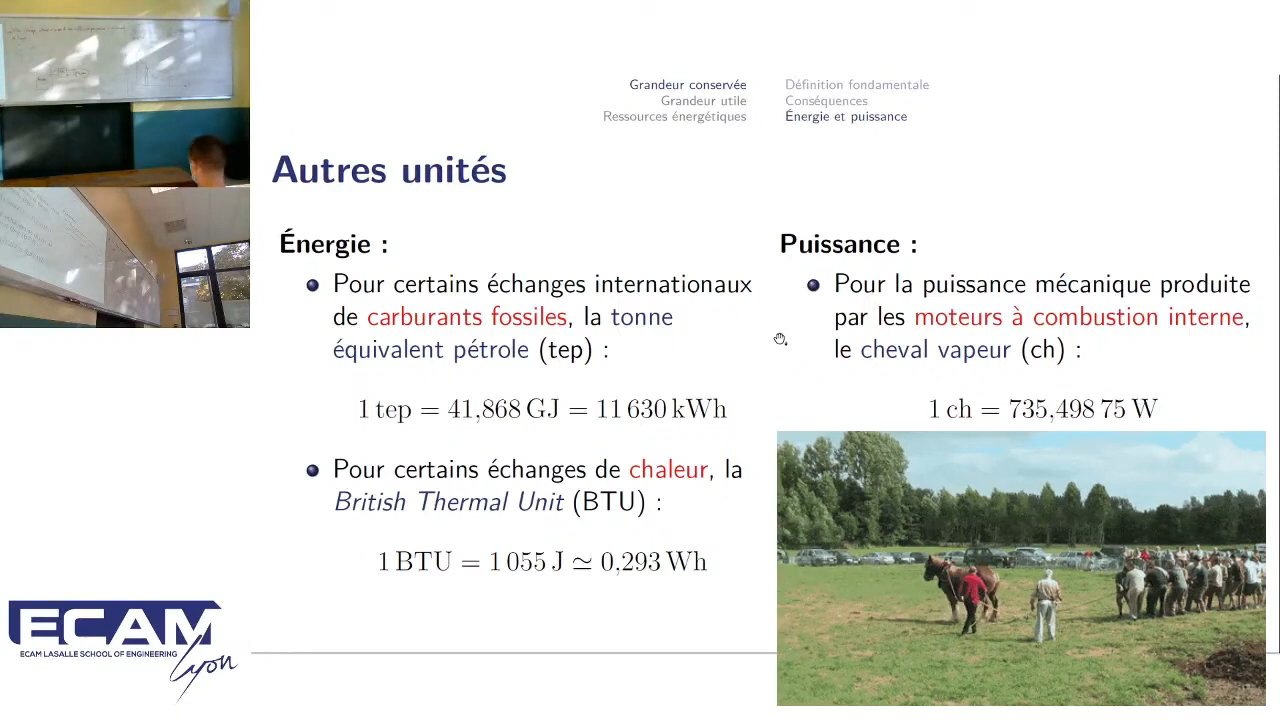 Grandeur conservée
Grandeur utile
Ressources énergétiques
Définition fondamentale
Conséquences
Énergie et puissance
Autres unités
Énergie :
Pour certains échanges internationaux
de carburants fossiles, la tonne
équivalent pétrole (tep) :
1 tep = 41,868 GJ = 11 630 kWh
Pour certains échanges de chaleur, la
British Thermal Unit (BTU) :
1 BTU = 1 055 J ≃ 0,293 Wh
Puissance :
Pour la puissance mécanique produite
par les moteurs à combustion interne,
le cheval vapeur (ch) :
1 ch = 735,498 75 W
ECAM
ECAM LASALLE SCHOOL OF ENGINEERING
Lyon